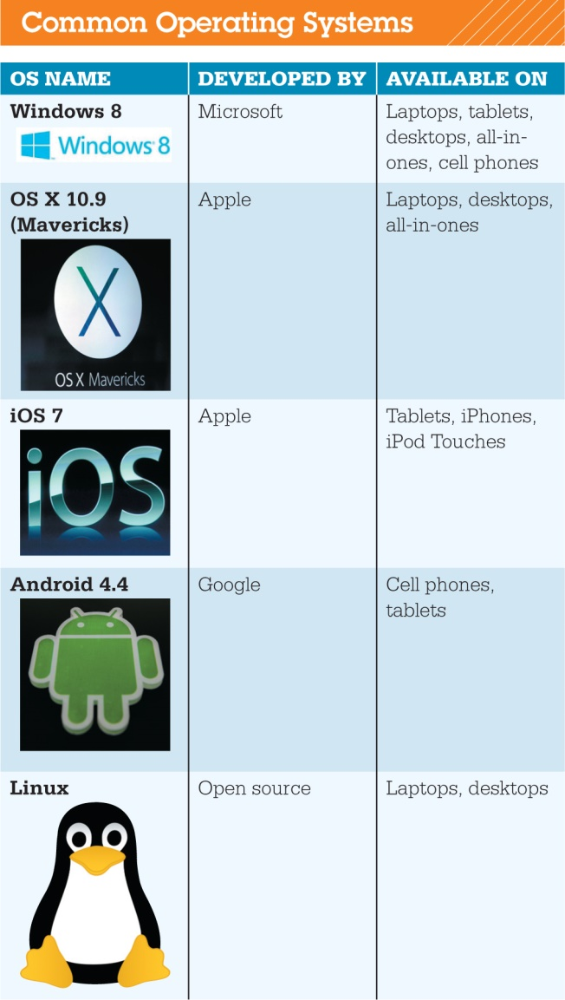 Common Operating Systems
OS NAME DEVELOPED BY AVAILABLE ON
Windows 8 Microsoft Laptops, tablets,
Windows 8 desktops, all-in-
ones, cell phones
OS X 10.9 Apple Laptops, desktops,
(Mavericks) all-in-ones
X
OS X Mavericks
iOS 7 Apple Tablets, iPhones,
iPod Touches
iOS
Android 4.4 Google Cell phones,
tablets
Linux Open source Laptops, desktops